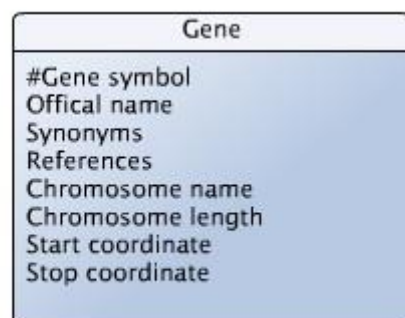 Gene
#Gene symbol
Offical name
Synonyms
References
Chromosome name
Chromosome length
Start coordinate
Stop coordinate